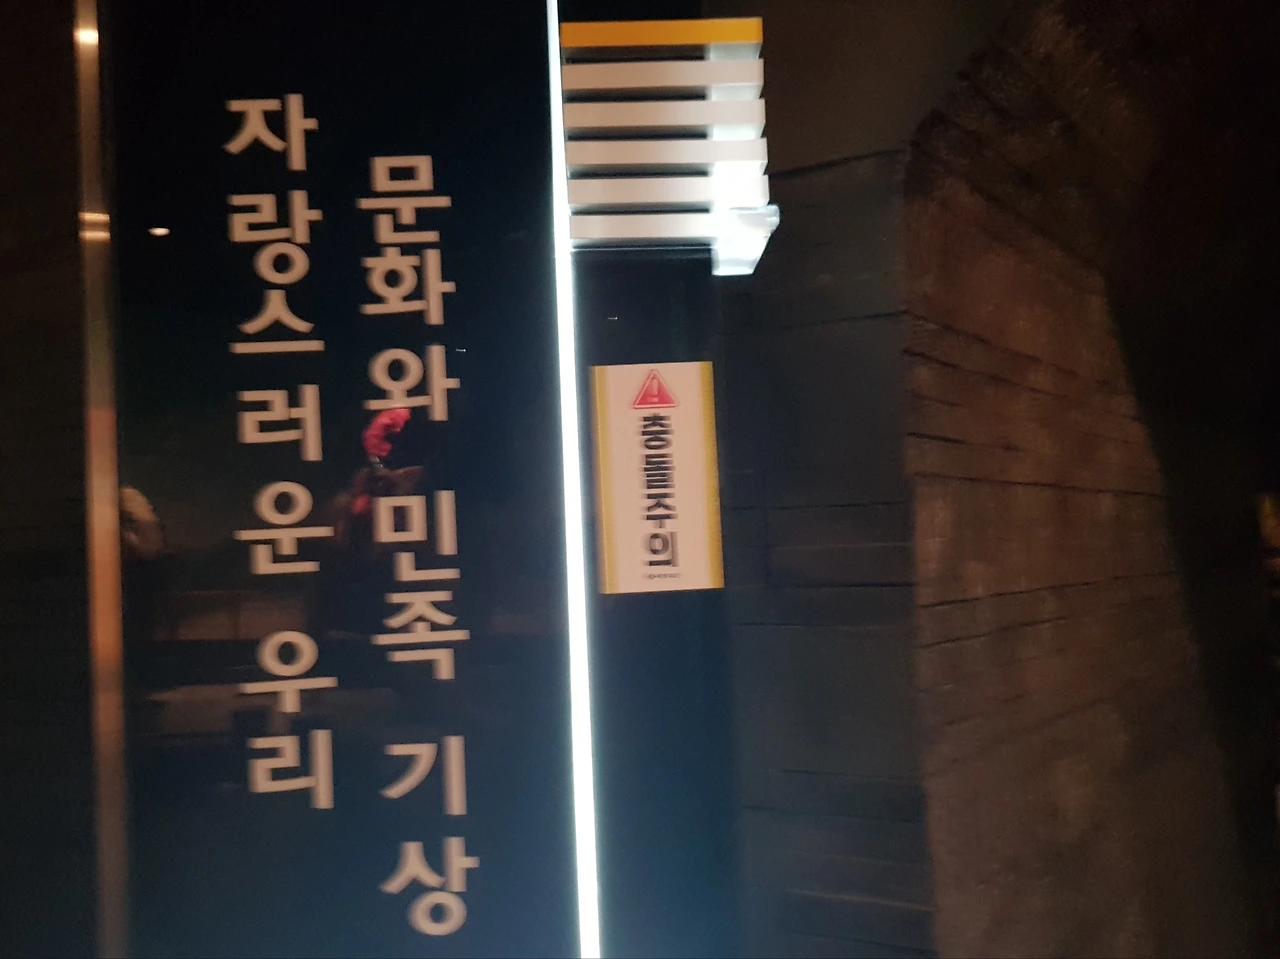 자랑스러운 우리
문화와 민족 기상
충돌주의